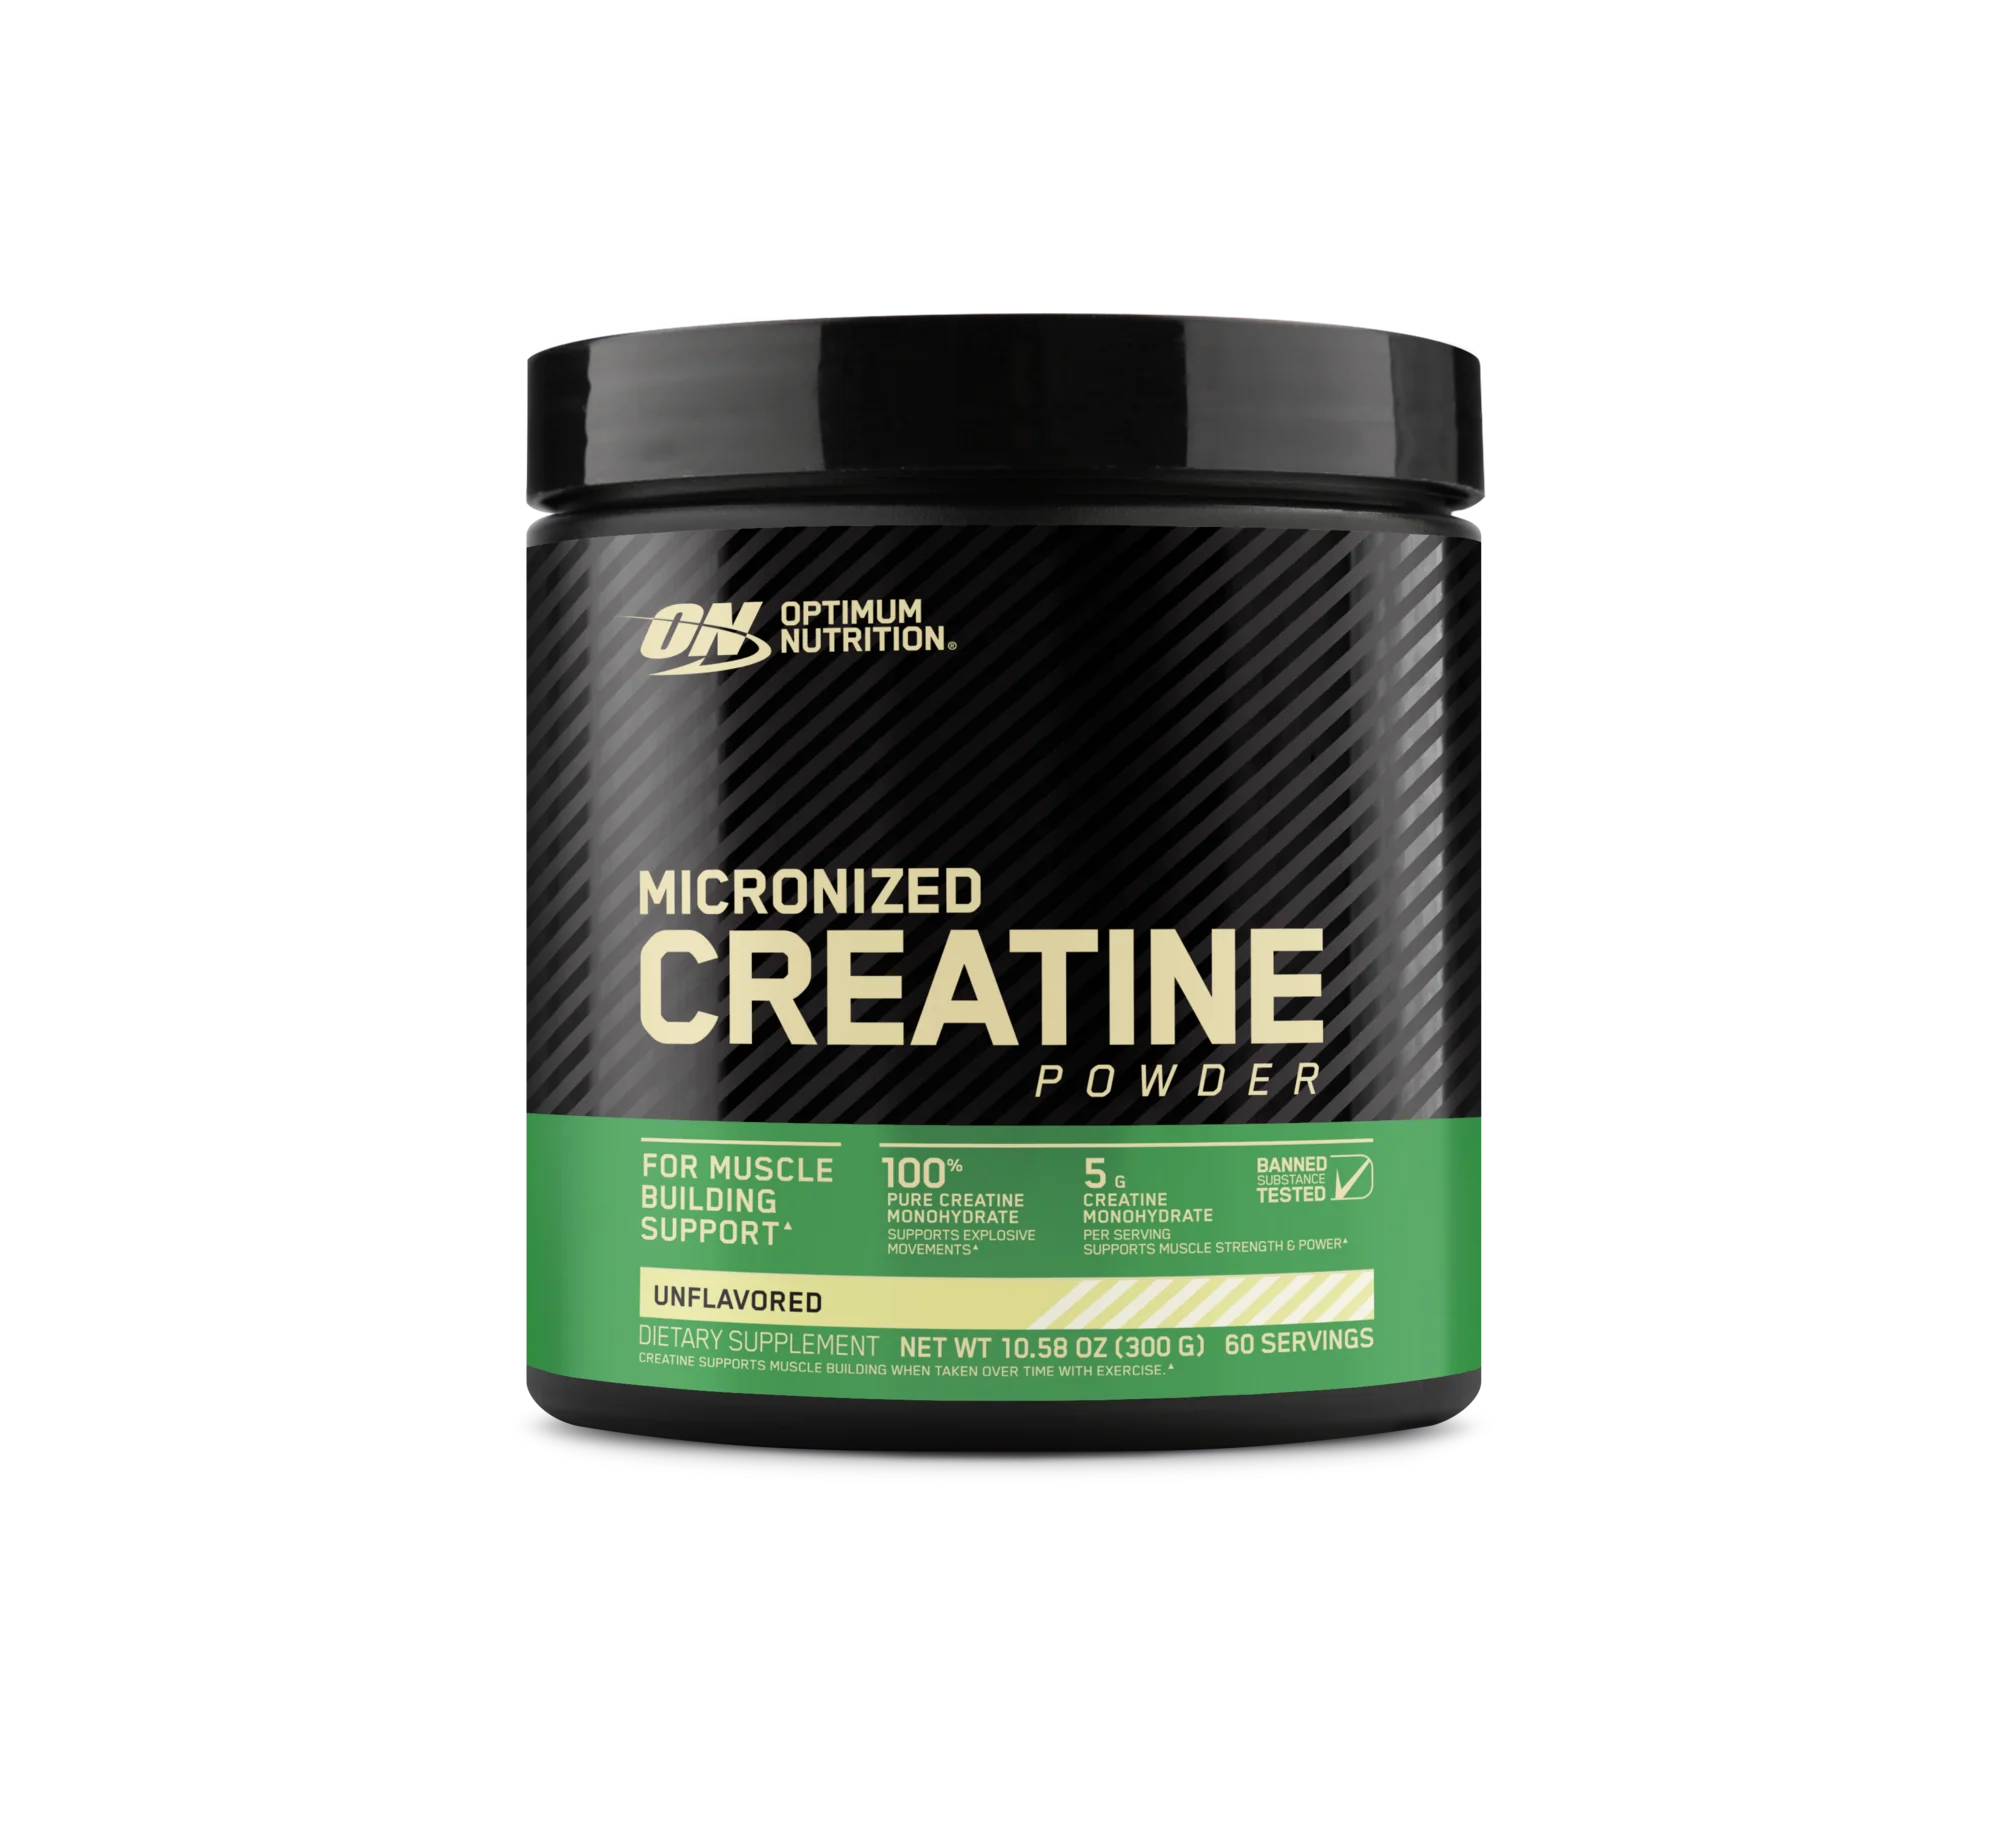 ON OPTIMUM
NUTRITION®
MICRONIZED
CREATINE
POWDER
FOR MUSCLE
BUILDING
SUPPORT▲
100%
PURE CREATINE
MONOHYDRATE
SUPPORTS EXPLOSIVE
MOVEMENTS▲
5 G
CREATINE
MONOHYDRATE
PER SERVING
SUPPORTS MUSCLE STRENGTH & POWER▲
BANNED
SUBSTANCE
TESTED
UNFLAVORED
DIETARY SUPPLEMENT NET WT 10.58 OZ (300 G) 60 SERVINGS
CREATINE SUPPORTS MUSCLE BUILDING WHEN TAKEN OVER TIME WITH EXERCISE.▲